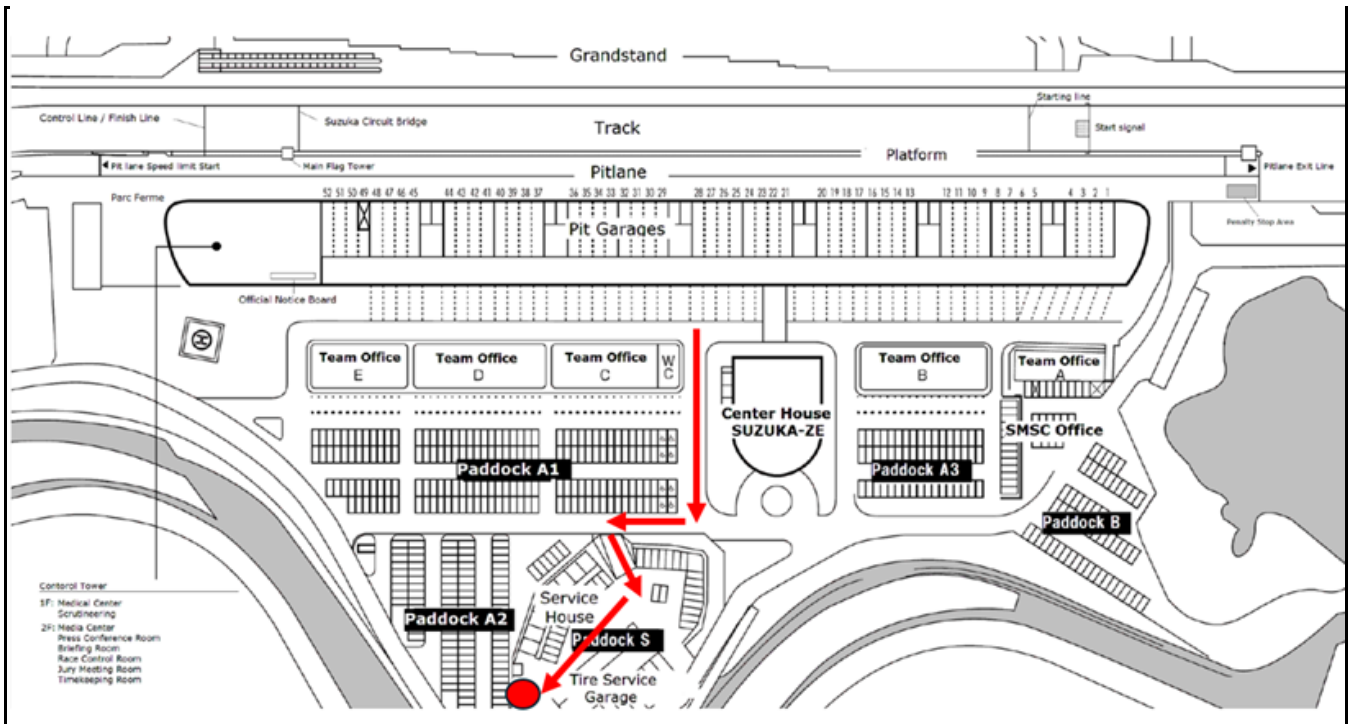 Grandstand
Starting line
Control Line / Finish Line
Suzuka Circuit Bridge
Track
Start signal
Platform
Pit lane Speed limit Start
Main Flag Tower
Pitlane
Pitlane Exit Line
Parc Ferme
52 51 50 49 48 47 46 45 44 43 42 41 40 39 38 37 36 35 34 33 32 31 30 29 28 27 26 25 24 23 22 21 20 19 18 17 16 15 14 13 12 11 10 9 8 7 6 5 4 3 2 1
Penalty Stop Area
Pit Garages
Official Notice Board
H
Team Office
E
Team Office
D
Team Office
C
WC
Team Office
B
Team Office
A
Center House
SUZUKA-ZE
SMSC Office
Paddock A1
Paddock A3
Paddock B
Contorol Tower
1F: Medical Center
Scrutineering
2F: Media Center
Press Conference Room
Briefing Room
Race Control Room
Jury Meeting Room
Timekeeping Room
Service
House
Paddock A2
Paddock S
Tire Service
Garage